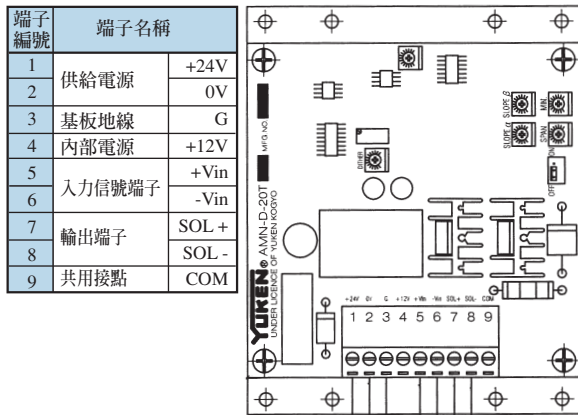 端子編號 端子名稱
1 供給電源 +24V
2 0V
3 基板地線 G
4 內部電源 +12V
5 入力信號端子 +Vin
6 -Vin
7 輸出端子 SOL +
8 SOL -
9 共用接點 COM
SLOPE β MIN
SLOPE α SPAN
ON
OFF
DITHER
MFG NO.
YUKEN® AMN-D-20T
UNDER LICENCE OF YUKEN KOGYO
+24V 0V G +12V +Vin -Vin SOL+ SOL- COM
1 2 3 4 5 6 7 8 9